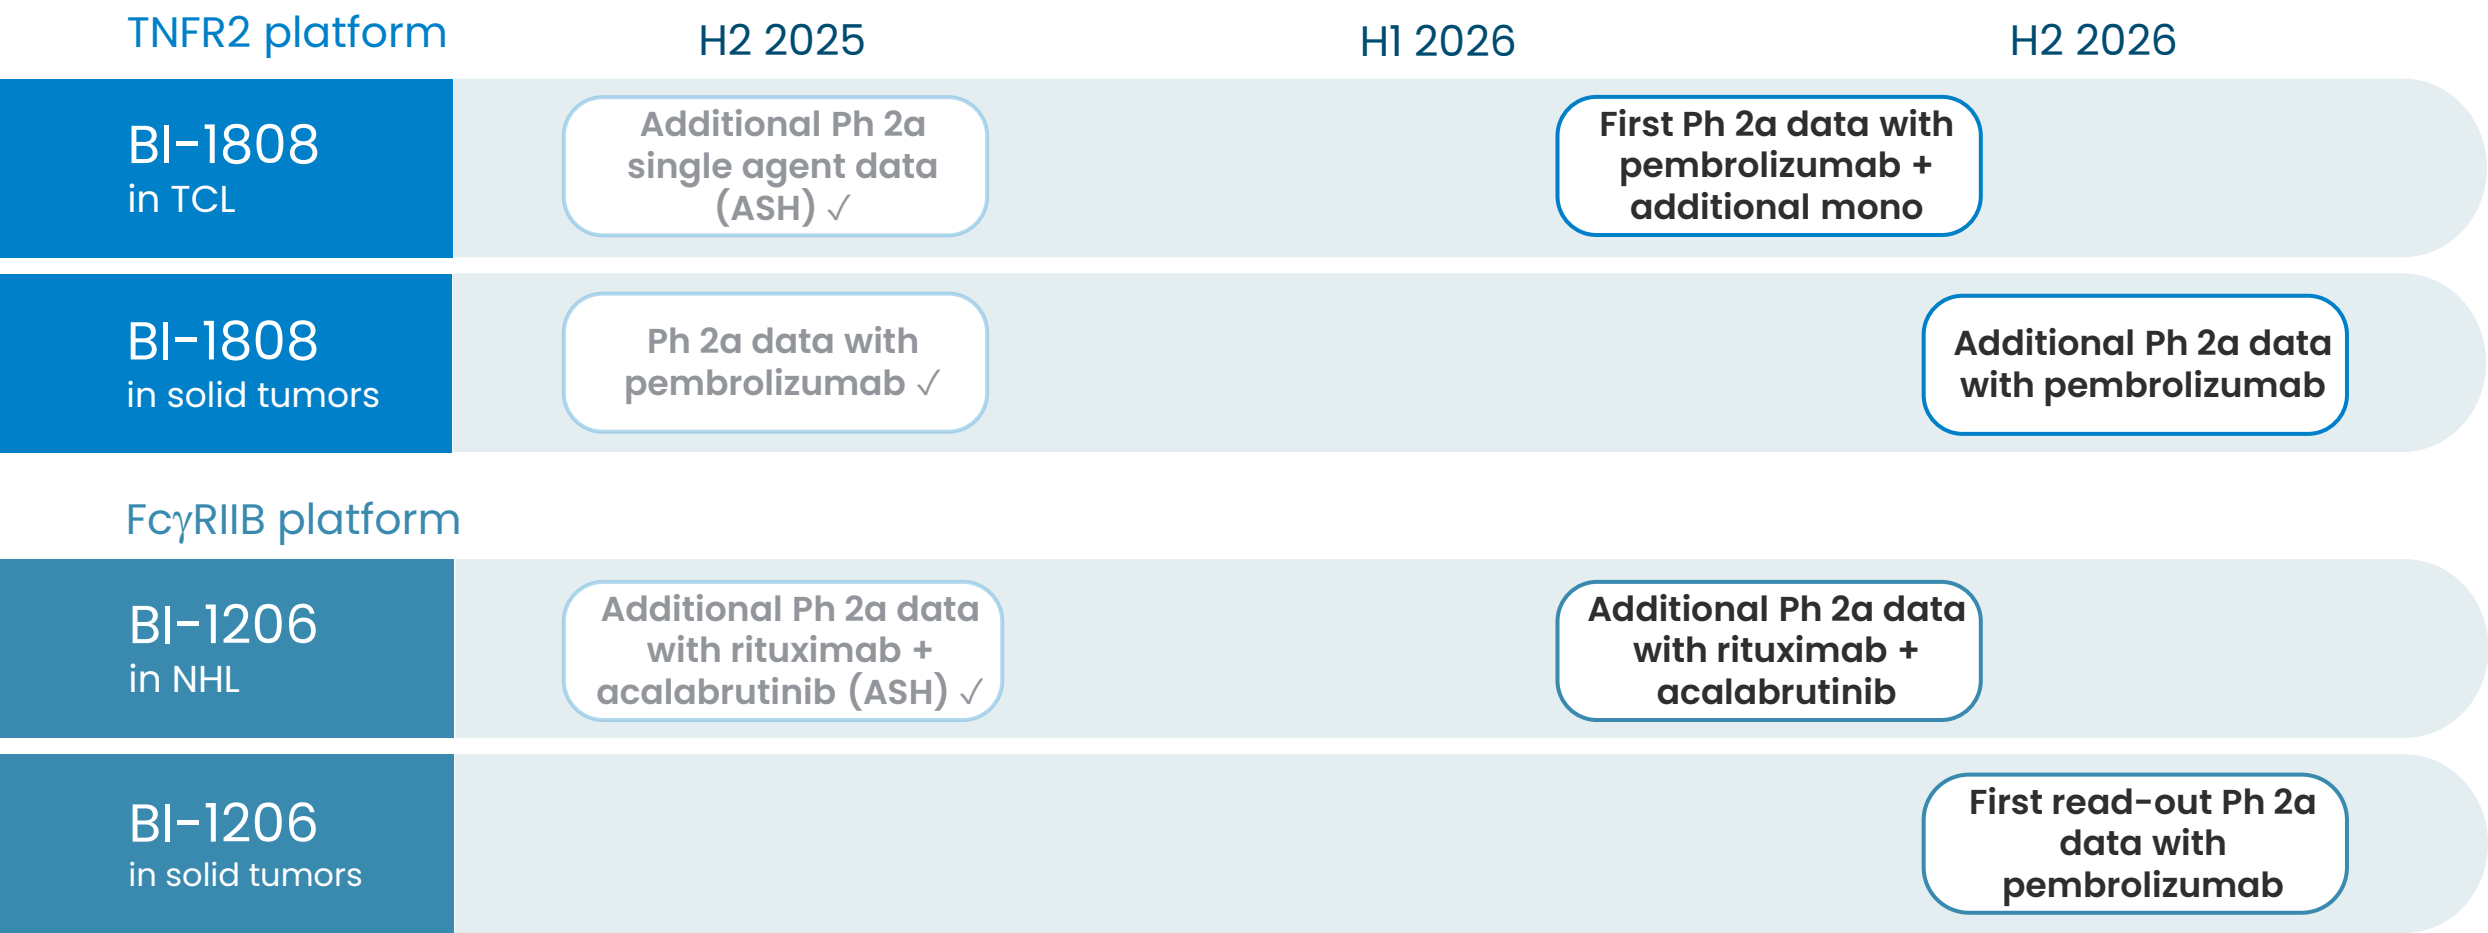 TNFR2 platform
H2 2025
H1 2026
H2 2026
BI-1808
in TCL
Additional Ph 2a
single agent data
(ASH) ✓
First Ph 2a data with
pembrolizumab +
additional mono
BI-1808
in solid tumors
Ph 2a data with
pembrolizumab ✓
Additional Ph 2a data
with pembrolizumab
FcγRIIB platform
BI-1206
in NHL
Additional Ph 2a data
with rituximab +
acalabrutinib (ASH) ✓
Additional Ph 2a data
with rituximab +
acalabrutinib
BI-1206
in solid tumors
First read-out Ph 2a
data with
pembrolizumab